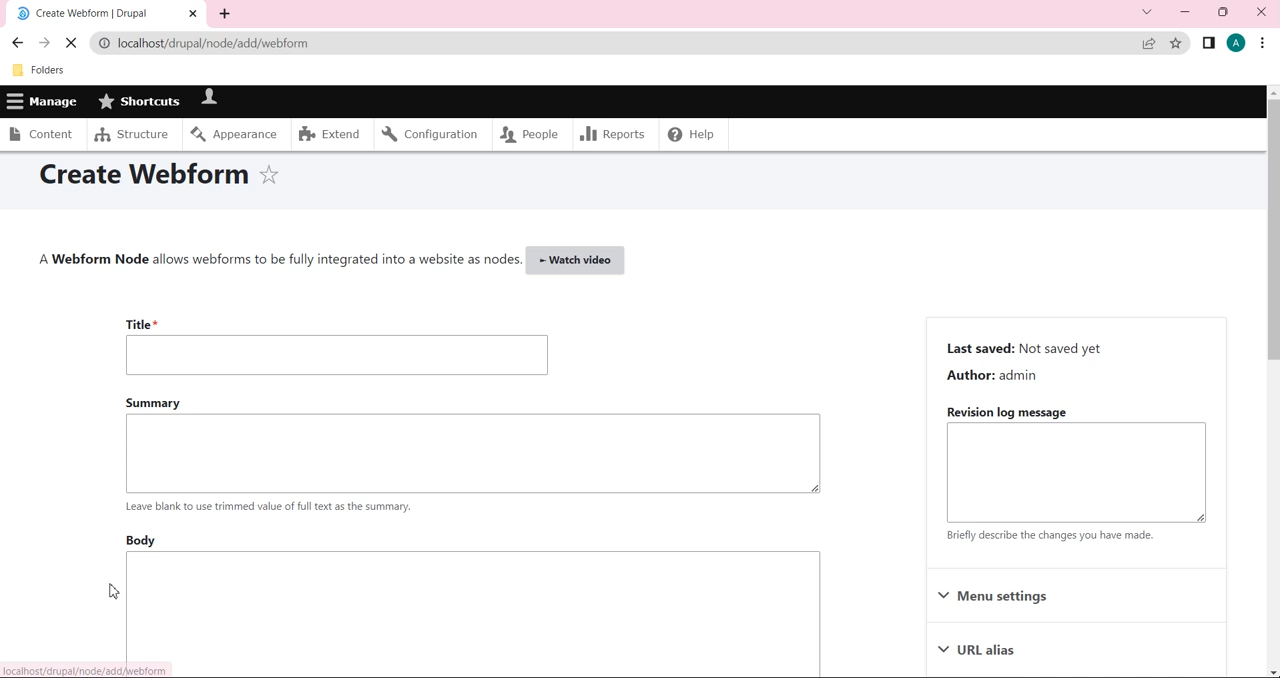 Create Webform | Drupal
localhost/drupal/node/add/webform
A
Folders
Manage Shortcuts
Content Structure Appearance Extend Configuration People Reports Help
Create Webform
A Webform Node allows webforms to be fully integrated into a website as nodes. ► Watch video
Title*
Summary
Leave blank to use trimmed value of full text as the summary.
Body
Last saved: Not saved yet
Author: admin
Revision log message
Briefly describe the changes you have made.
Menu settings
URL alias
localhost/drupal/node/add/webform